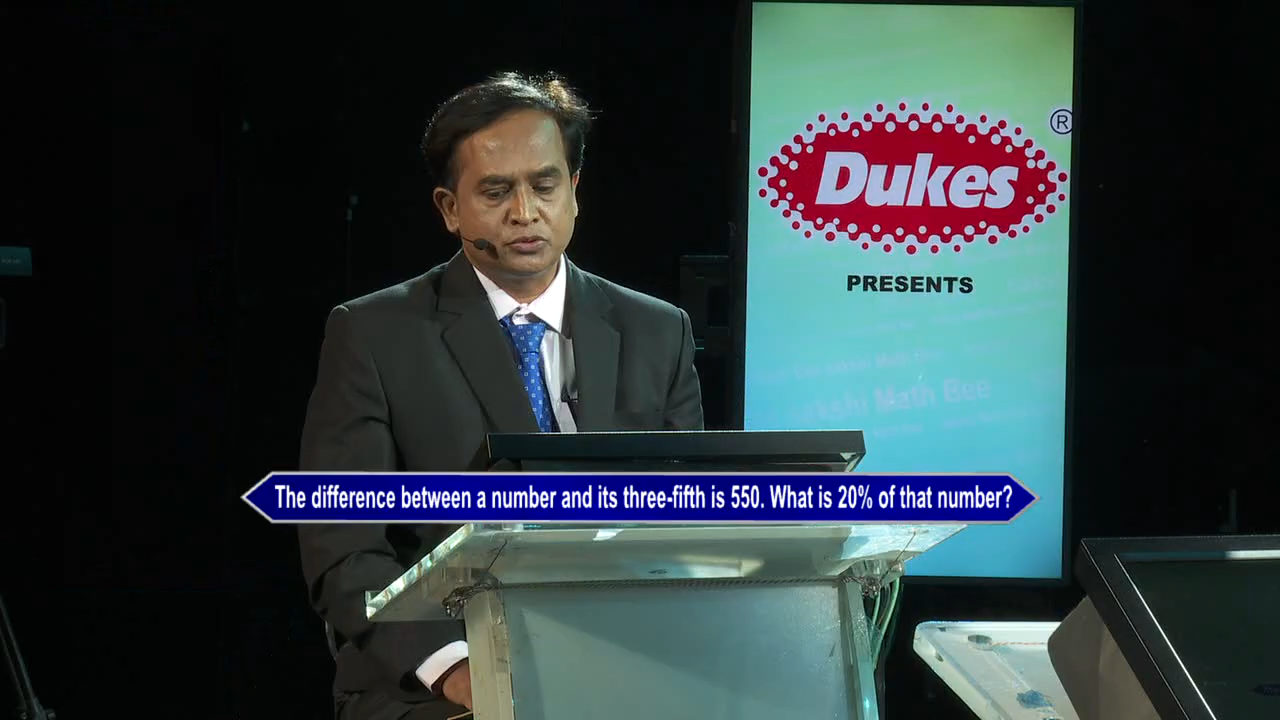 Dukes
®
PRESENTS
Math Bee
The difference between a number and its three-fifth is 550. What is 20% of that number?